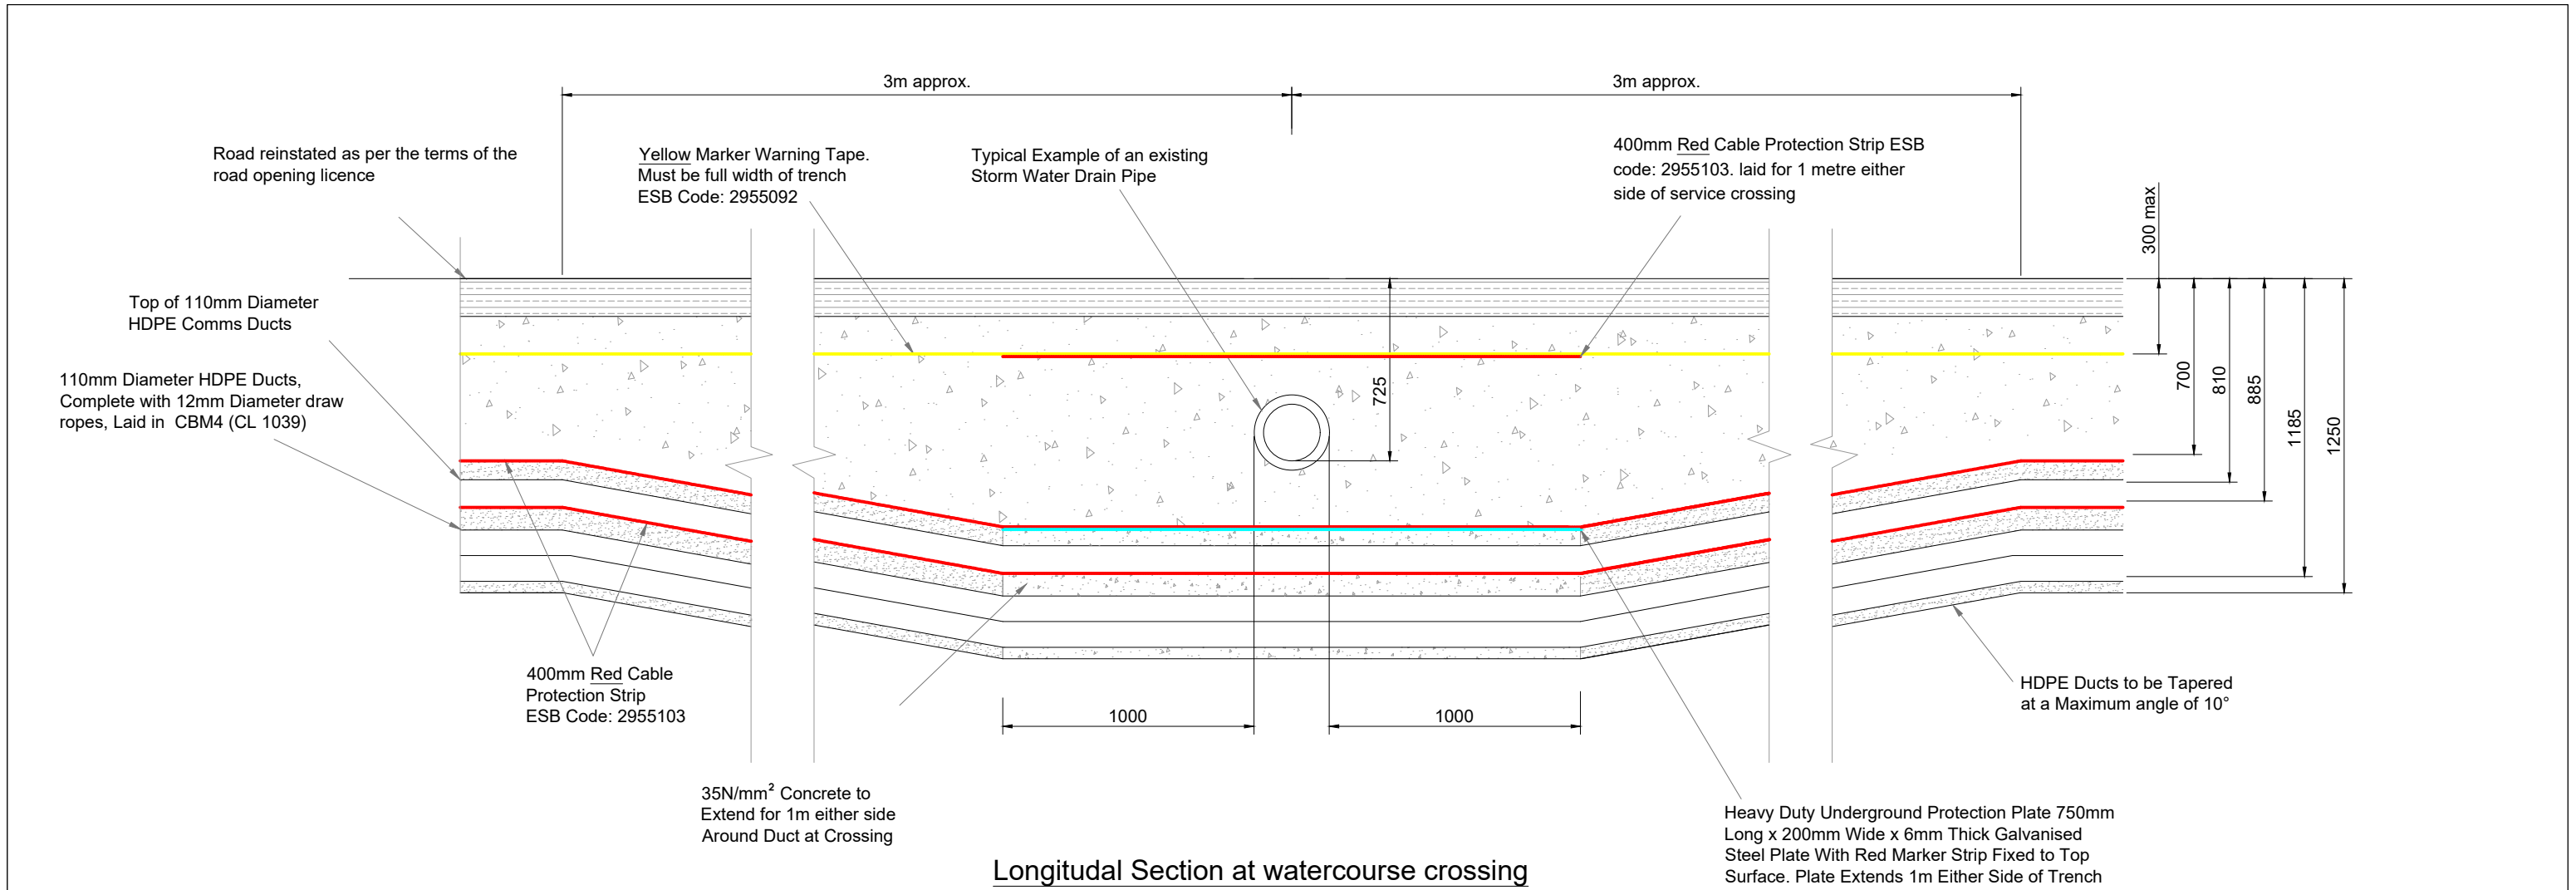 3m approx.
3m approx.
Road reinstated as per the terms of the
road opening licence
Yellow Marker Warning Tape.
Must be full width of trench
ESB Code: 2955092
Typical Example of an existing
Storm Water Drain Pipe
400mm Red Cable Protection Strip ESB
code: 2955103. laid for 1 metre either
side of service crossing
300 max
Top of 110mm Diameter
HDPE Comms Ducts
110mm Diameter HDPE Ducts,
Complete with 12mm Diameter draw
ropes, Laid in CBM4 (CL 1039)
725
700
810
885
1185
1250
400mm Red Cable
Protection Strip
ESB Code: 2955103
1000
1000
HDPE Ducts to be Tapered
at a Maximum angle of 10°
35N/mm² Concrete to
Extend for 1m either side
Around Duct at Crossing
Heavy Duty Underground Protection Plate 750mm
Long x 200mm Wide x 6mm Thick Galvanised
Steel Plate With Red Marker Strip Fixed to Top
Surface. Plate Extends 1m Either Side of Trench
Longitudal Section at watercourse crossing